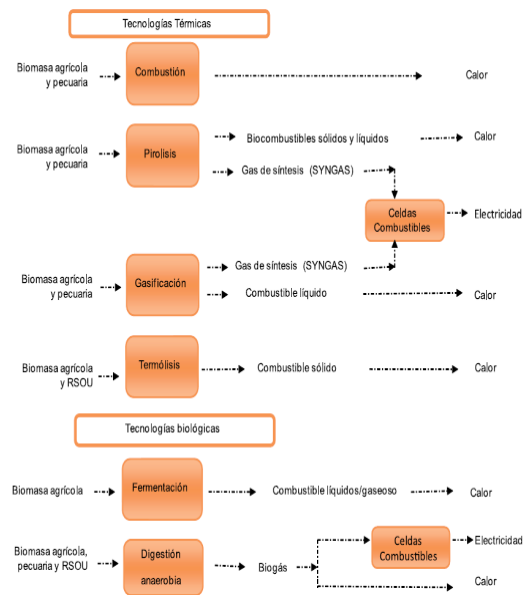 Tecnologías Térmicas
Biomasa agrícola
y pecuaria
Combustión
Calor
Biomasa agrícola
y pecuaria
Pirolisis
Biocombustibles sólidos y líquidos
Calor
Gas de síntesis (SYNGAS)
Celdas
Combustibles
Electricidad
Biomasa agrícola
y pecuaria
Gasificación
Gas de síntesis (SYNGAS)
Combustible líquido
Calor
Biomasa agrícola
y RSOU
Termólisis
Combustible sólido
Calor
Tecnologías biológicas
Biomasa agrícola
Fermentación
Combustible líquidos/gaseoso
Calor
Biomasa agrícola,
pecuaria y RSOU
Digestión
anaerobia
Biogás
Celdas
Combustibles
Electricidad
Calor